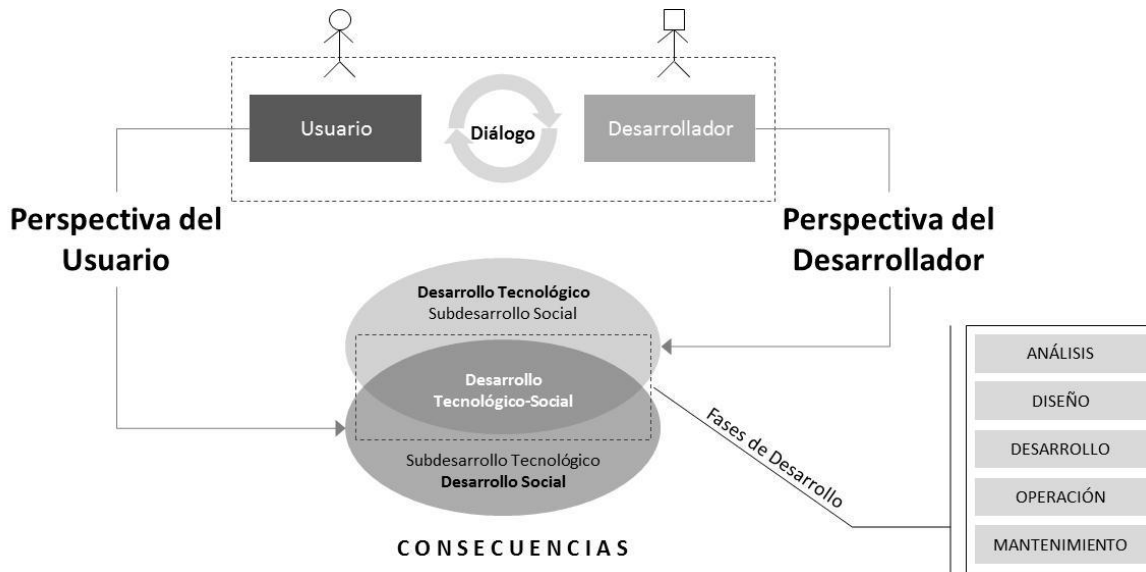 Usuario
Diálogo
Desarrollador
Perspectiva del
Usuario
Perspectiva del
Desarrollador
Desarrollo Tecnológico
Subdesarrollo Social
Desarrollo
Tecnológico-Social
Subdesarrollo Tecnológico
Desarrollo Social
CONSECUENCIAS
Fases de Desarrollo
ANÁLISIS
DISEÑO
DESARROLLO
OPERACIÓN
MANTENIMIENTO